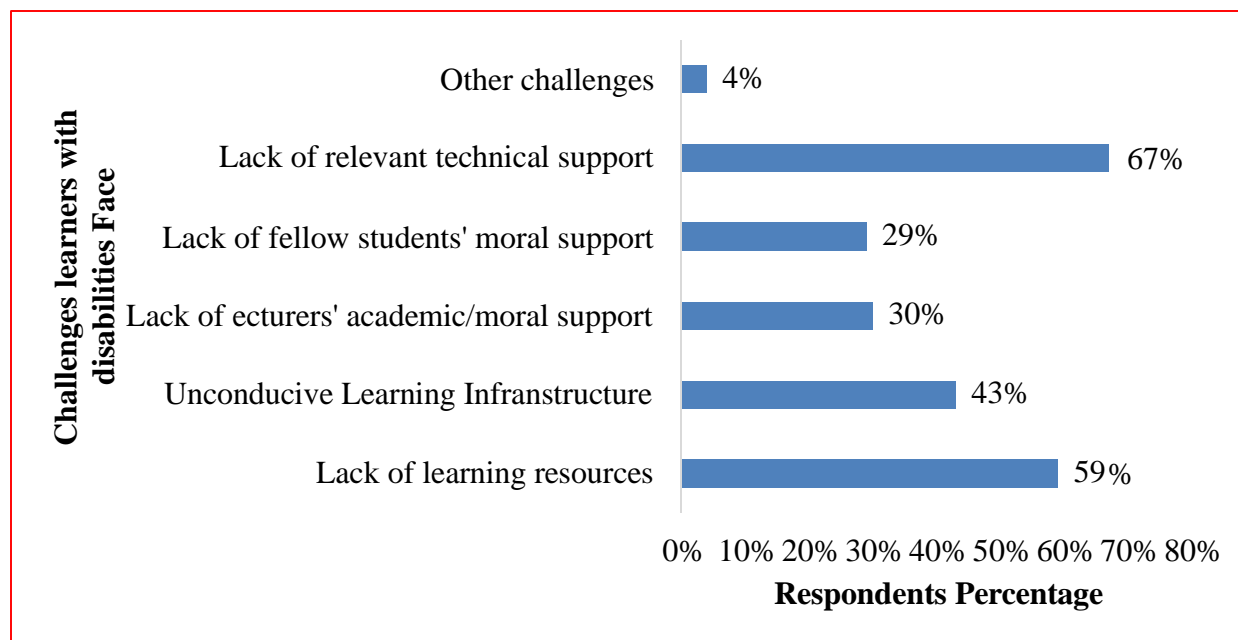 Challenges learners with
disabilities Face
Other challenges
4%
Lack of relevant technical support
67%
Lack of fellow students' moral support
29%
Lack of ecturers' academic/moral support
30%
Unconducive Learning Infranstructure
43%
Lack of learning resources
59%
0% 10% 20% 30% 40% 50% 60% 70% 80%
Respondents Percentage